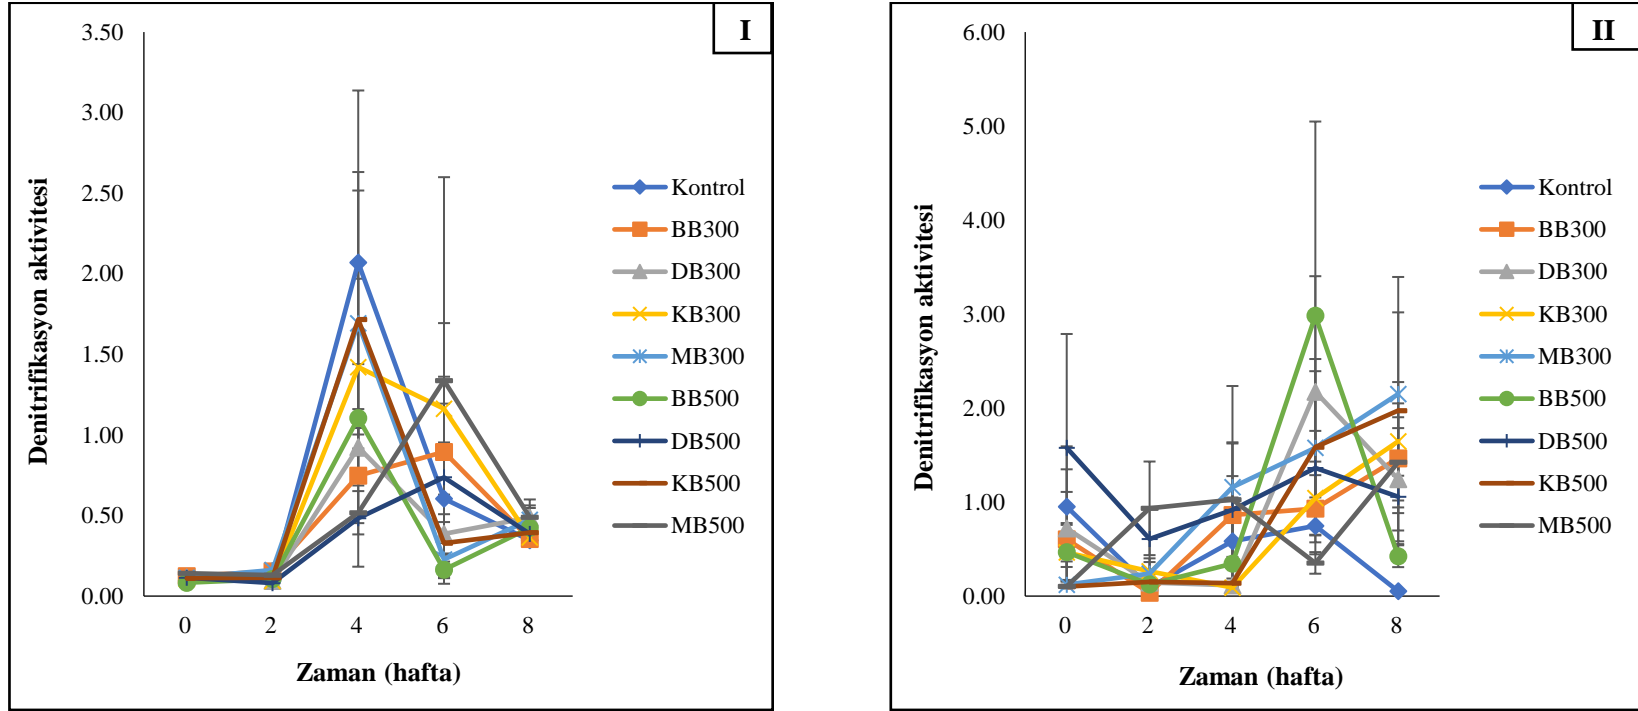 I
3.50
3.00
2.50
2.00
1.50
1.00
0.50
0.00
0 2 4 6 8
Denitrifikasyon aktivitesi
Zaman (hafta)
Kontrol
BB300
DB300
KB300
MB300
BB500
DB500
KB500
MB500
II
6.00
5.00
4.00
3.00
2.00
1.00
0.00
0 2 4 6 8
Denitrifikasyon aktivitesi
Zaman (hafta)
Kontrol
BB300
DB300
KB300
MB300
BB500
DB500
KB500
MB500